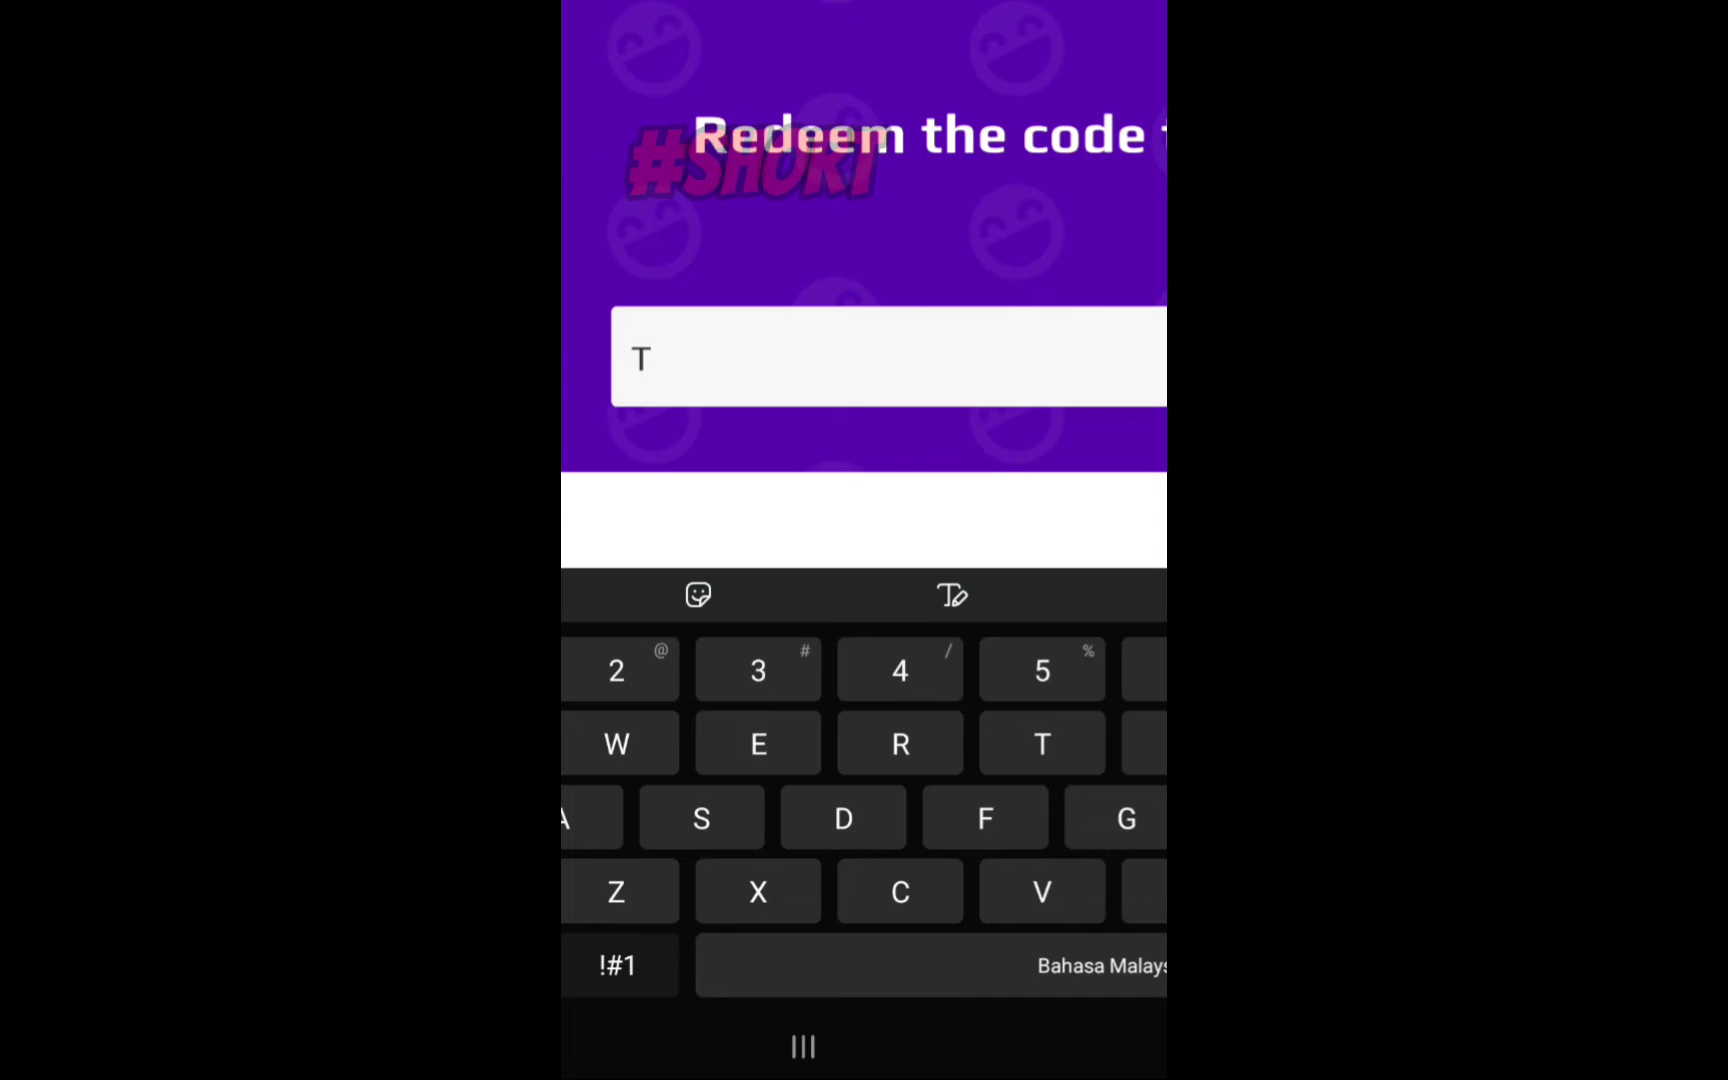 Redeem the code
#SHORT
T
@ # / %
2 3 4 5
W E R T
A S D F G
Z X C V
!#1 Bahasa Malays